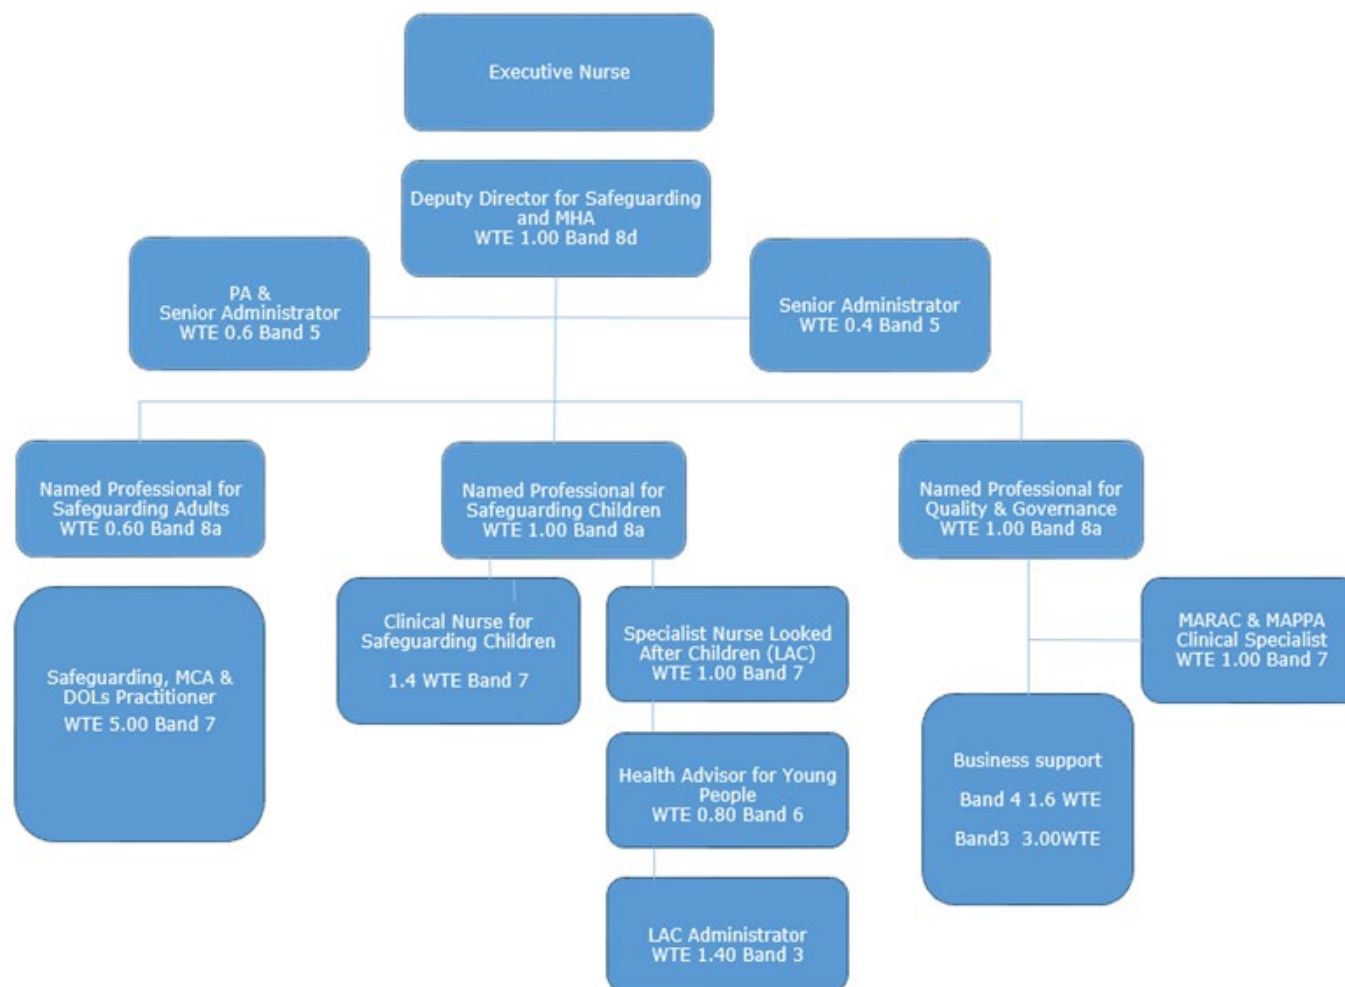 Executive Nurse
Deputy Director for Safeguarding
and MHA
WTE 1.00 Band 8d
PA &
Senior Administrator
WTE 0.6 Band 5
Senior Administrator
WTE 0.4 Band 5
Named Professional for
Safeguarding Adults
WTE 0.60 Band 8a
Named Professional for
Safeguarding Children
WTE 1.00 Band 8a
Named Professional for
Quality & Governance
WTE 1.00 Band 8a
Safeguarding, MCA &
DOLs Practitioner
WTE 5.00 Band 7
Clinical Nurse for
Safeguarding Children
1.4 WTE Band 7
Specialist Nurse Looked
After Children (LAC)
WTE 1.00 Band 7
Health Advisor for Young
People
WTE 0.80 Band 6
LAC Administrator
WTE 1.40 Band 3
MARAC & MAPPA
Clinical Specialist
WTE 1.00 Band 7
Business support
Band 4 1.6 WTE
Band3 3.00WTE